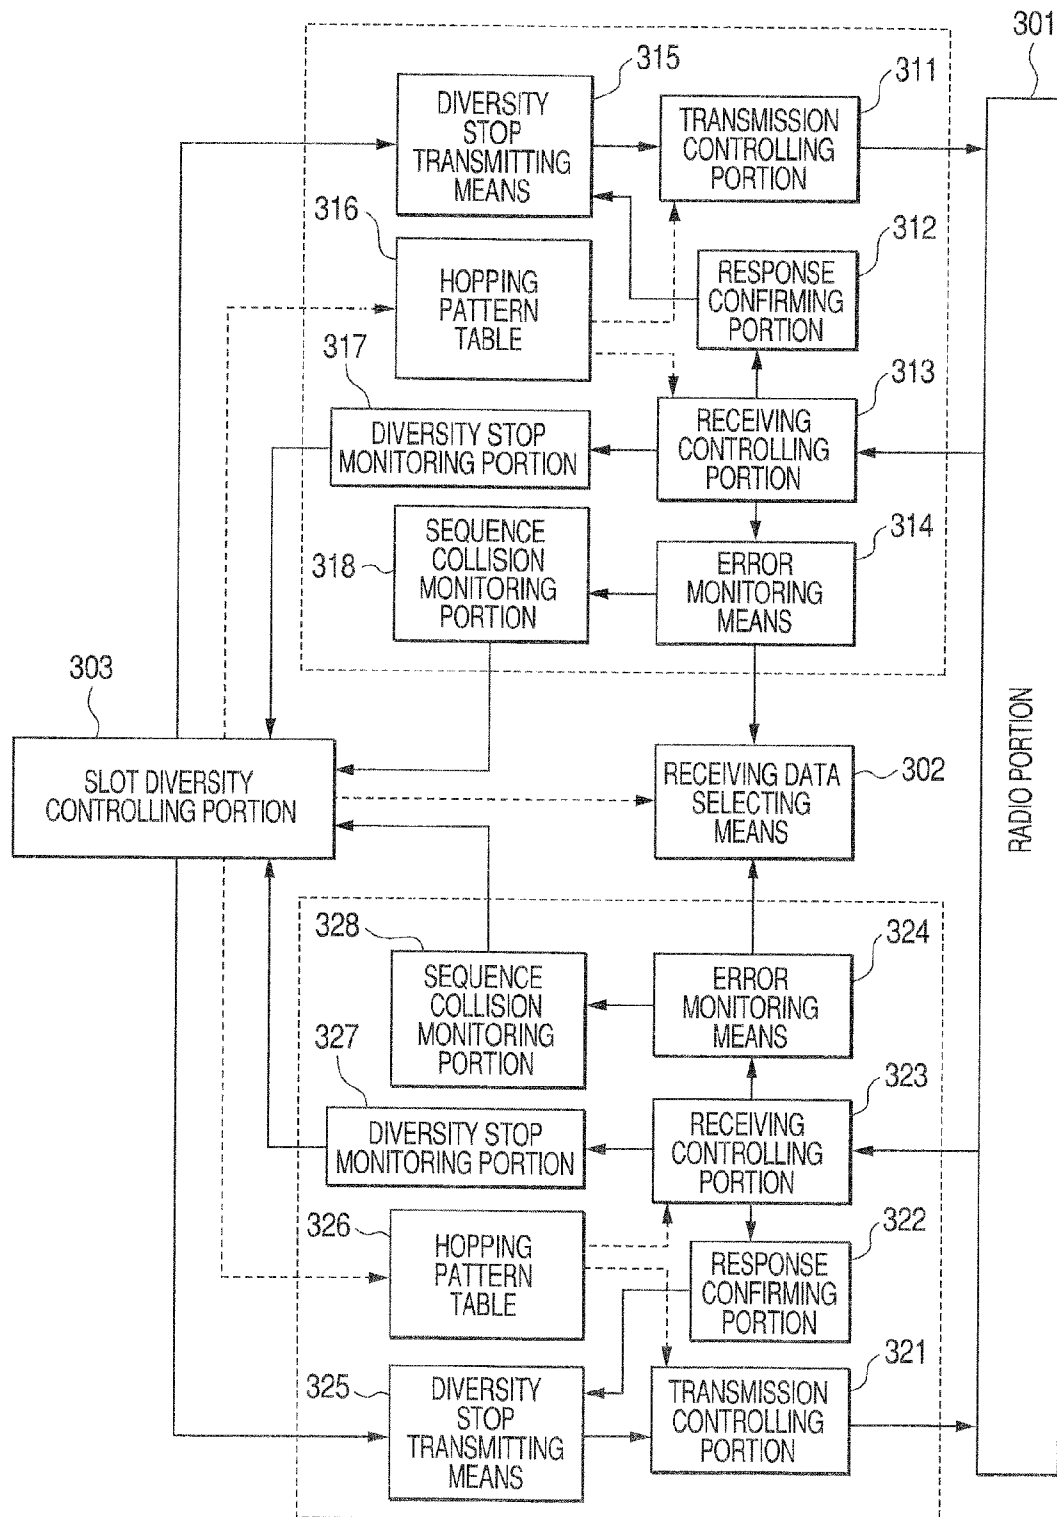 301
315
311
DIVERSITY
STOP
TRANSMITTING
MEANS
TRANSMISSION
CONTROLLING
PORTION
316
312
HOPPING
PATTERN
TABLE
RESPONSE
CONFIRMING
PORTION
317
313
DIVERSITY STOP
MONITORING PORTION
RECEIVING
CONTROLLING
PORTION
314
318
SEQUENCE
COLLISION
MONITORING
PORTION
ERROR
MONITORING
MEANS
303
SLOT DIVERSITY
CONTROLLING PORTION
RECEIVING DATA
SELECTING
MEANS
302
RADIO PORTION
328
324
SEQUENCE
COLLISION
MONITORING
PORTION
ERROR
MONITORING
MEANS
327
323
DIVERSITY STOP
MONITORING PORTION
RECEIVING
CONTROLLING
PORTION
326
322
HOPPING
PATTERN
TABLE
RESPONSE
CONFIRMING
PORTION
325
321
DIVERSITY
STOP
TRANSMITTING
MEANS
TRANSMISSION
CONTROLLING
PORTION